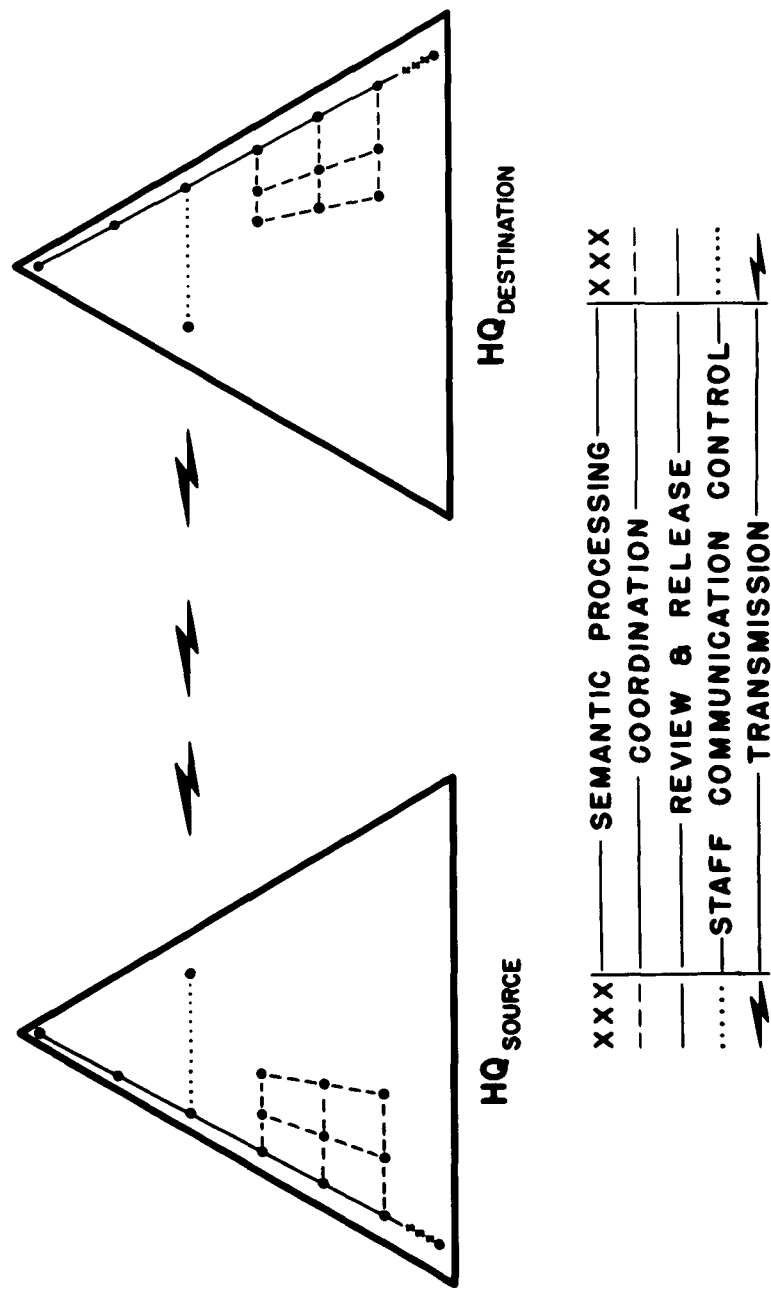 HQ SOURCE
HQ DESTINATION
XXX SEMANTIC PROCESSING XXX
COORDINATION
REVIEW & RELEASE
STAFF COMMUNICATION CONTROL
TRANSMISSION